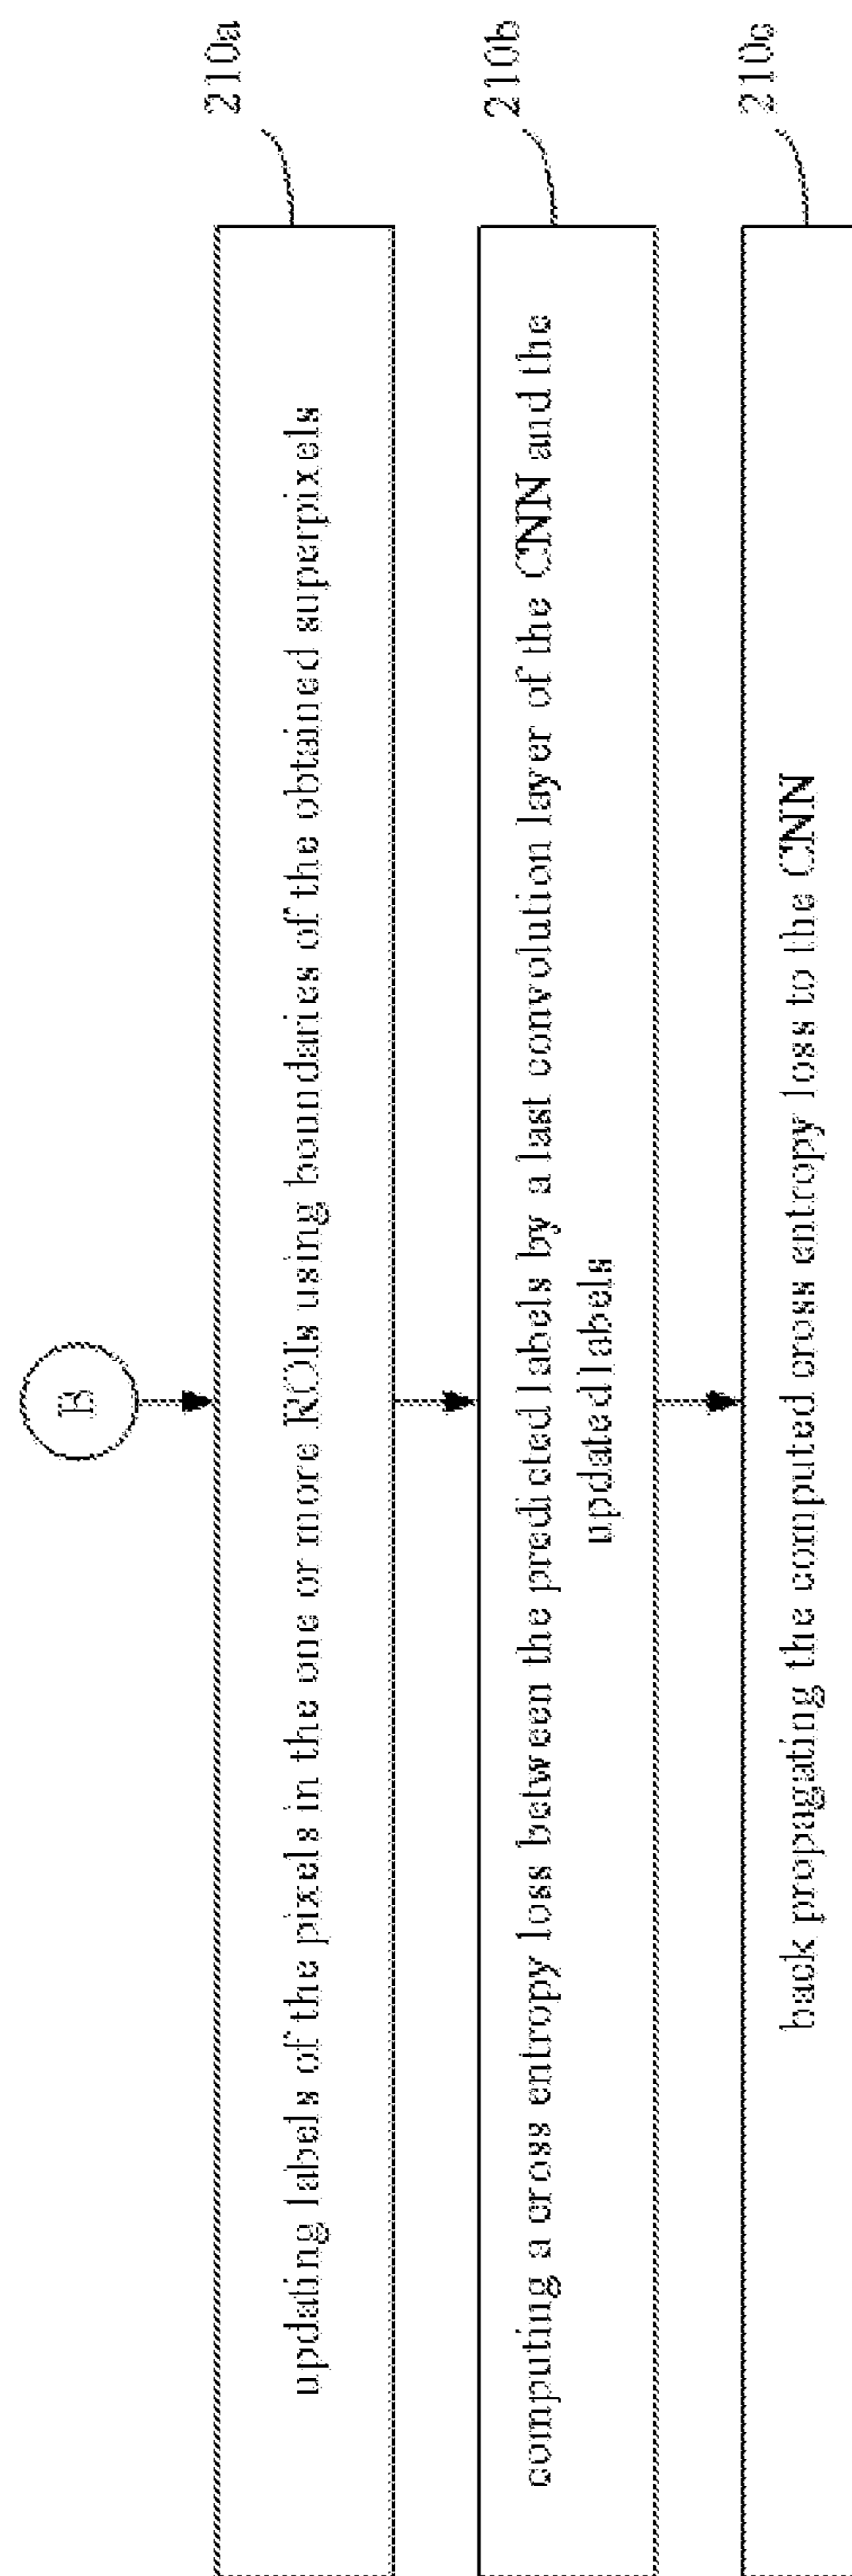 B
210a
updating labels of the pixels in the one or more ROIs using boundaries of the obtained superpixels
210b
computing a cross entropy loss between the predicted labels by a last convolution layer of the CNN and the
updated labels
210c
back propagating the computed cross entropy loss to the CNN